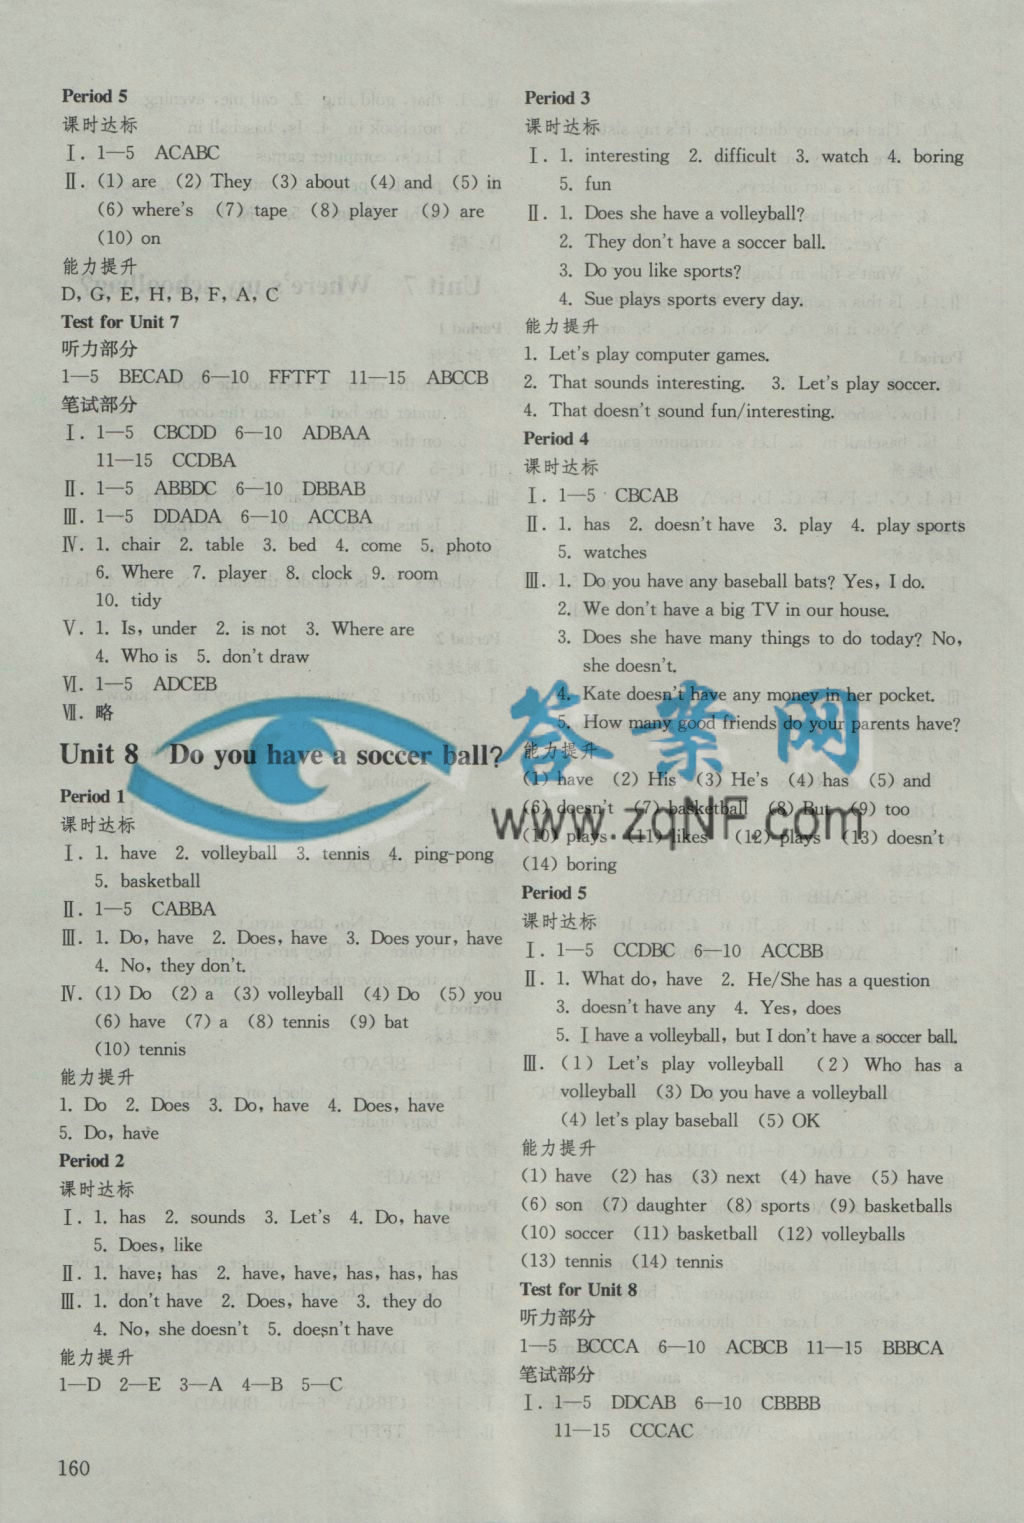 Period 5
课时达标
Ⅰ. 1—5 ACABC
Ⅱ. (1) are (2) They (3) about (4) and (5) in
(6) where's (7) tape (8) player (9) are
(10) on
能力提升
D, G, E, H, B, F, A, C
Test for Unit 7
听力部分
1—5 BECAD 6—10 FFTFT 11—15 ABCCB
笔试部分
Ⅰ. 1—5 CBCDD 6—10 ADBAA
11—15 CCDBA
Ⅱ. 1—5 ABBDC 6—10 DBBAB
Ⅲ. 1—5 DDADA 6—10 ACCBA
Ⅳ. 1. chair 2. table 3. bed 4. come 5. photo
6. Where 7. player 8. clock 9. room
10. tidy
Ⅴ. 1. Is, under 2. is not 3. Where are
4. Who is 5. don't draw
Ⅵ. 1—5 ADCEB
Ⅶ. 略
Unit 8 Do you have a soccer ball?
Period 1
课时达标
Ⅰ. 1. have 2. volleyball 3. tennis 4. ping-pong
5. basketball
Ⅱ. 1—5 CABBA
Ⅲ. 1. Do, have 2. Does, have 3. Does your, have
4. No, they don't.
Ⅳ. (1) Do (2) a (3) volleyball (4) Do (5) you
(6) have (7) a (8) tennis (9) bat
(10) tennis
能力提升
1. Do 2. Does 3. Do, have 4. Does, have
5. Do, have
Period 2
课时达标
Ⅰ. 1. has 2. sounds 3. Let's 4. Do, have
5. Does, like
Ⅱ. 1. have; has 2. have, have, has, has, has
Ⅲ. 1. don't have 2. Does, have 3. they do
4. No, she doesn't 5. doesn't have
能力提升
1—D 2—E 3—A 4—B 5—C
160
Period 3
课时达标
Ⅰ. 1. interesting 2. difficult 3. watch 4. boring
5. fun
Ⅱ. 1. Does she have a volleyball?
2. They don't have a soccer ball.
3. Do you like sports?
4. Sue plays sports every day.
能力提升
1. Let's play computer games.
2. That sounds interesting. 3. Let's play soccer.
4. That doesn't sound fun/interesting.
Period 4
课时达标
Ⅰ. 1—5 CBCAB
Ⅱ. 1. has 2. doesn't have 3. play 4. play sports
5. watches
Ⅲ. 1. Do you have any baseball bats? Yes, I do.
2. We don't have a big TV in our house.
3. Does she have many things to do today? No,
she doesn't.
4. Kate doesn't have any money in her pocket.
5. How many good friends do your parents have?
能力提升
(1) have (2) His (3) He's (4) has (5) and
(6) doesn't (7) basketball (8) But (9) too
(10) plays (11) likes (12) plays (13) doesn't
(14) boring
Period 5
课时达标
Ⅰ. 1—5 CCDBC 6—10 ACCBB
Ⅱ. 1. What do, have 2. He/She has a question
3. doesn't have any 4. Yes, does
5. I have a volleyball, but I don't have a soccer ball.
Ⅲ. (1) Let's play volleyball (2) Who has a
volleyball (3) Do you have a volleyball
(4) let's play baseball (5) OK
能力提升
(1) have (2) has (3) next (4) have (5) have
(6) son (7) daughter (8) sports (9) basketballs
(10) soccer (11) basketball (12) volleyballs
(13) tennis (14) tennis
Test for Unit 8
听力部分
1—5 BCCCA 6—10 ACBCB 11—15 BBBCA
笔试部分
Ⅰ. 1—5 DDCAB 6—10 CBBBB
11—15 CCCAC
答案网
www.zqNF.com